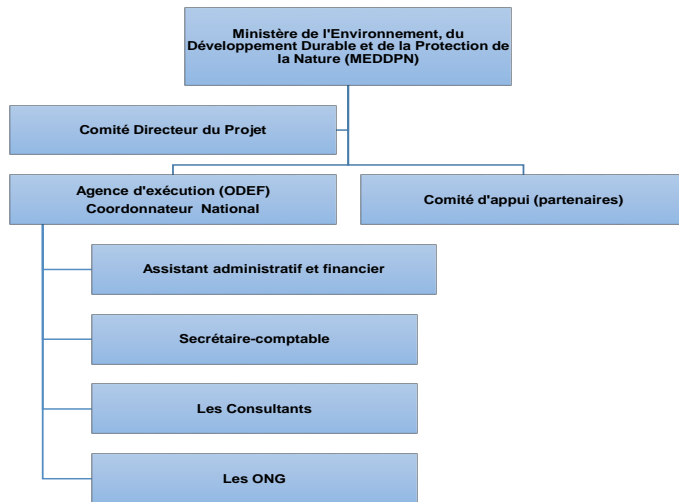 Ministère de l'Environnement, du
Développement Durable et de la Protection de
la Nature (MEDDPN)
Comité Directeur du Projet
Agence d'exécution (ODEF)
Coordonnateur National
Comité d'appui (partenaires)
Assistant administratif et financier
Secrétaire-comptable
Les Consultants
Les ONG